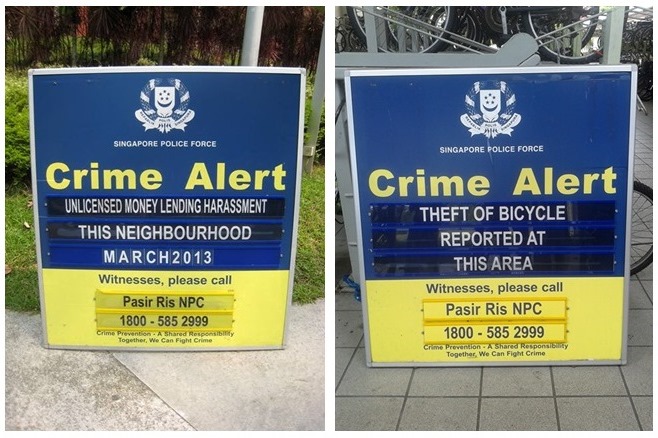 SINGAPORE POLICE FORCE
Crime Alert
UNLICENSED MONEY LENDING HARASSMENT
THIS NEIGHBOURHOOD
MARCH2013
Witnesses, please call
Pasir Ris NPC
1800 - 585 2999
Crime Prevention - A Shared Responsibility
Together, We Can Fight Crime
SINGAPORE POLICE FORCE
Crime Alert
THEFT OF BICYCLE
REPORTED AT
THIS AREA
Witnesses, please call
Pasir Ris NPC
1800 - 585 2999
Crime Prevention - A Shared Responsibility
Together, We Can Fight Crime